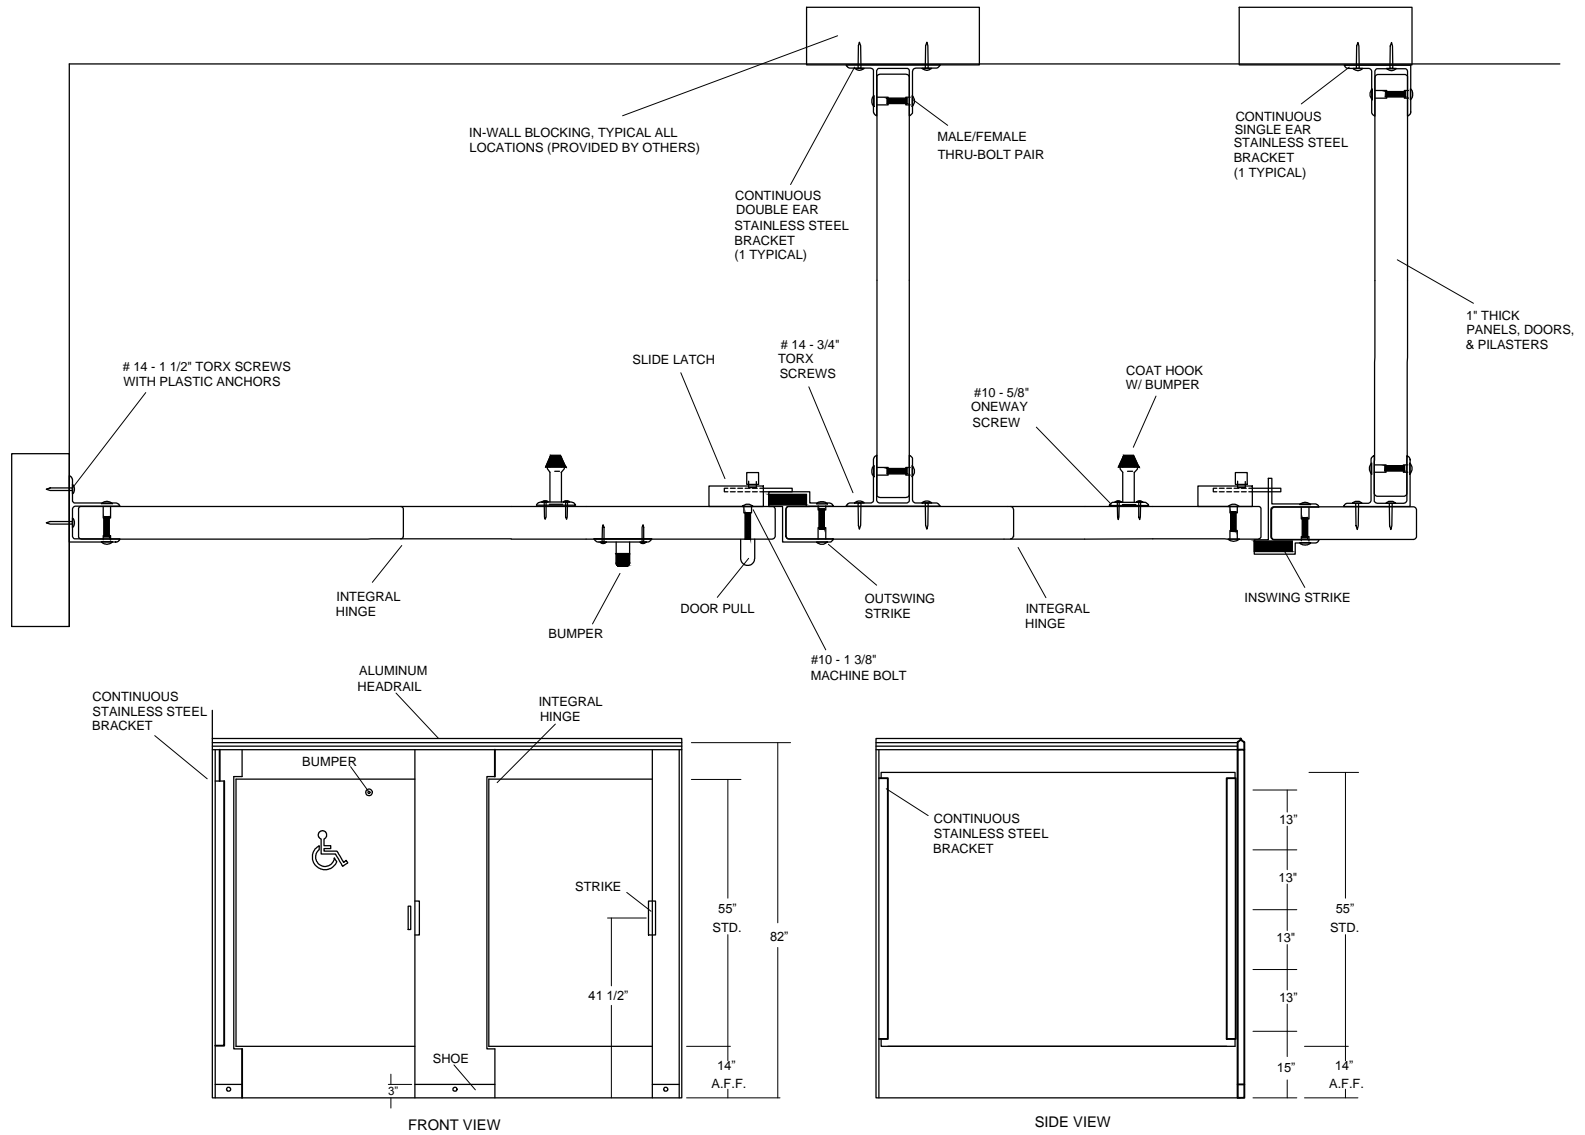 IN-WALL BLOCKING, TYPICAL ALL
LOCATIONS (PROVIDED BY OTHERS)
MALE/FEMALE
THRU-BOLT PAIR
CONTINUOUS
SINGLE EAR
STAINLESS STEEL
BRACKET
(1 TYPICAL)
CONTINUOUS
DOUBLE EAR
STAINLESS STEEL
BRACKET
(1 TYPICAL)
1" THICK
PANELS, DOORS,
& PILASTERS
# 14 - 1 1/2" TORX SCREWS
WITH PLASTIC ANCHORS
SLIDE LATCH
# 14 - 3/4"
TORX
SCREWS
#10 - 5/8"
ONEWAY
SCREW
COAT HOOK
W/ BUMPER
INTEGRAL
HINGE
BUMPER
DOOR PULL
OUTSWING
STRIKE
INTEGRAL
HINGE
INSWING STRIKE
#10 - 1 3/8"
MACHINE BOLT
CONTINUOUS
STAINLESS STEEL
BRACKET
ALUMINUM
HEADRAIL
INTEGRAL
HINGE
BUMPER
STRIKE
41 1/2"
SHOE
3"
55"
STD.
82"
14"
A.F.F.
FRONT VIEW
CONTINUOUS
STAINLESS STEEL
BRACKET
13"
13"
13"
13"
15"
55"
STD.
14"
A.F.F.
SIDE VIEW